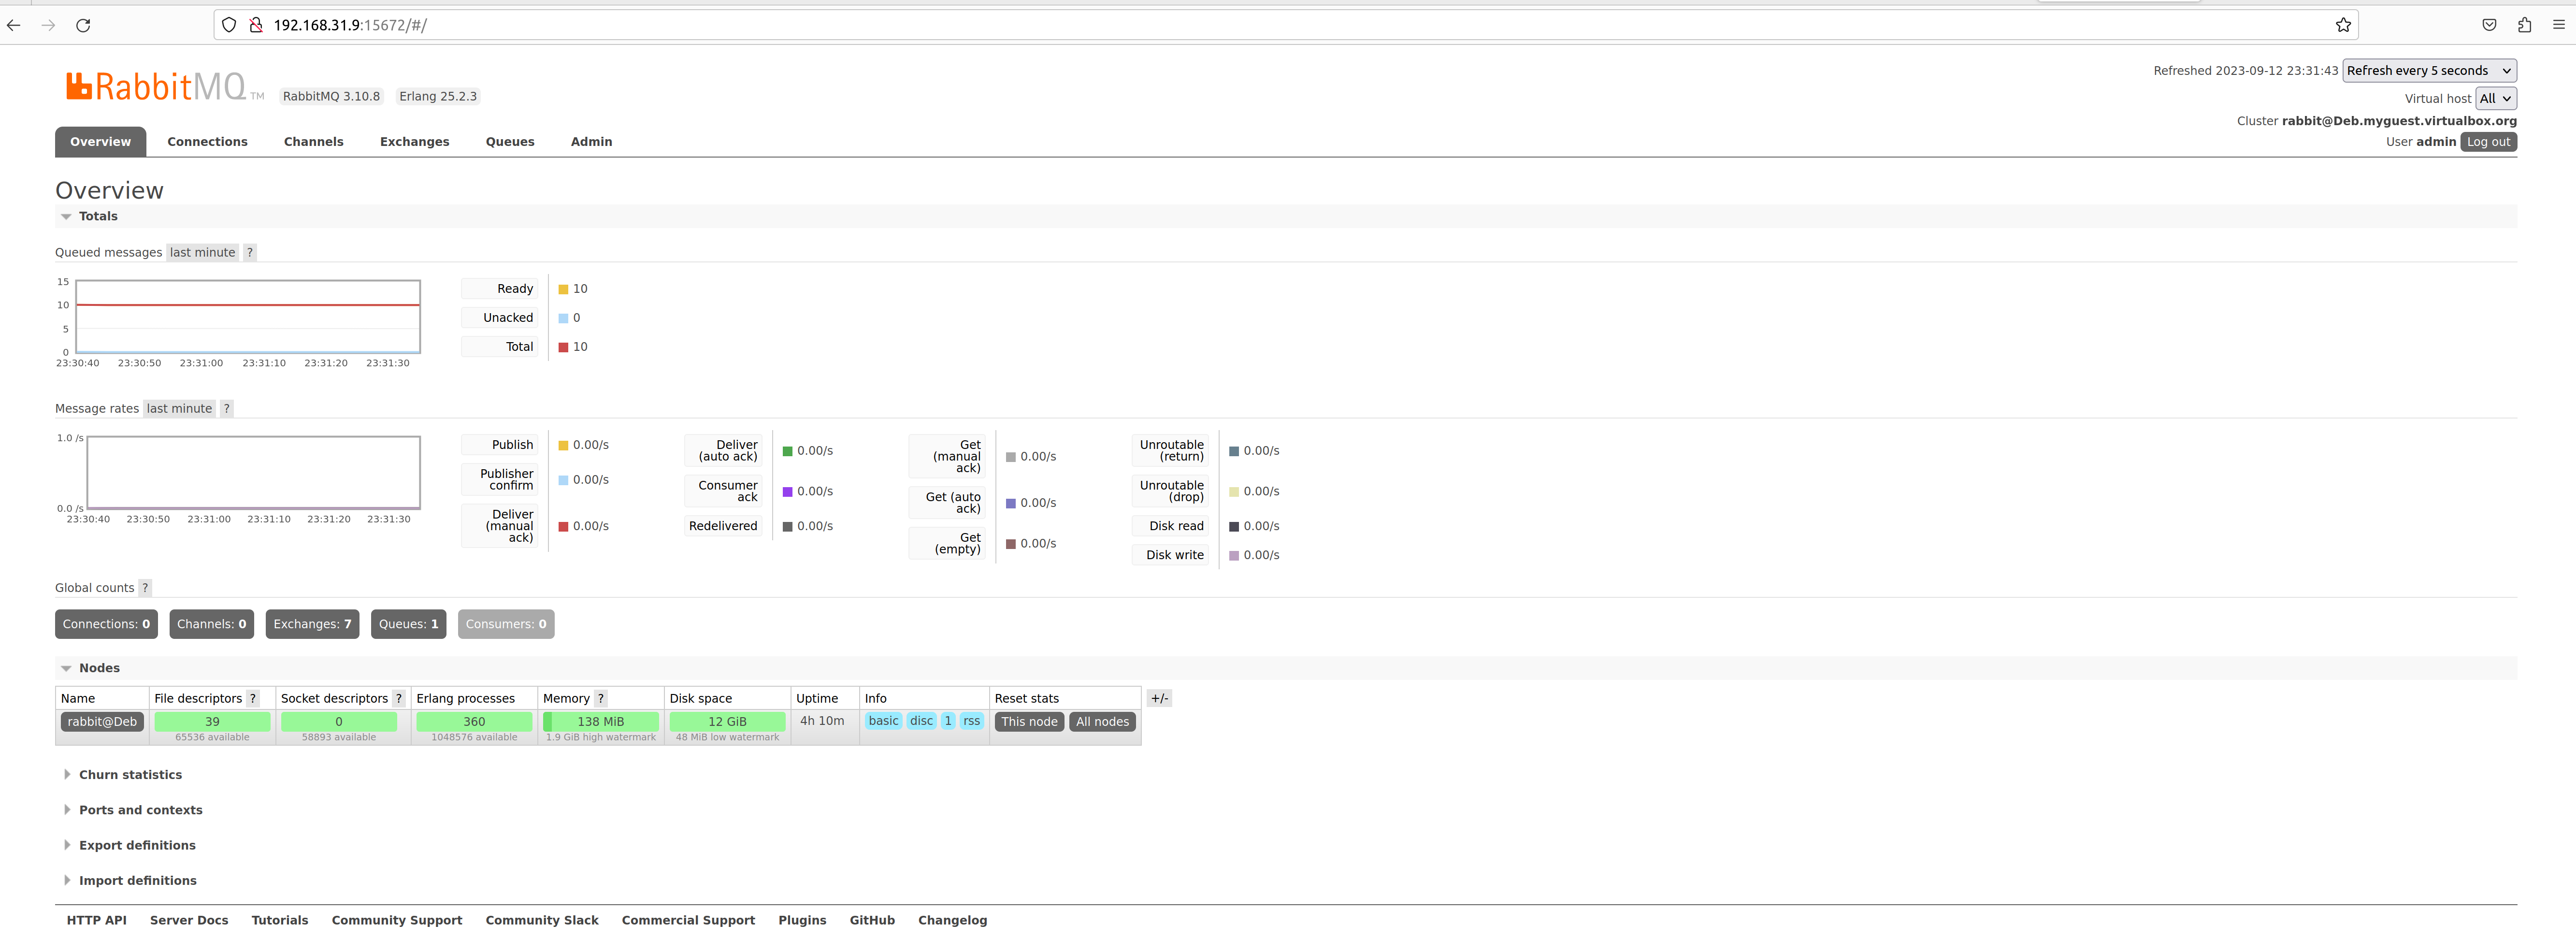 192.168.31.9:15672/#/
RabbitMQ TM RabbitMQ 3.10.8 Erlang 25.2.3
Refreshed 2023-09-12 23:31:43 Refresh every 5 seconds
Virtual host All
Cluster rabbit@Deb.myguest.virtualbox.org
User admin Log out
Overview Connections Channels Exchanges Queues Admin
Overview
Totals
Queued messages last minute ?
15
10
5
0
23:30:40 23:30:50 23:31:00 23:31:10 23:31:20 23:31:30
Ready 10
Unacked 0
Total 10
Message rates last minute ?
1.0 /s
0.0 /s
23:30:40 23:30:50 23:31:00 23:31:10 23:31:20 23:31:30
Publish 0.00/s
Publisher
confirm 0.00/s
Deliver
(manual
ack) 0.00/s
Deliver
(auto ack) 0.00/s
Consumer
ack 0.00/s
Redelivered 0.00/s
Get
(manual
ack) 0.00/s
Get (auto
ack) 0.00/s
Get
(empty) 0.00/s
Unroutable
(return) 0.00/s
Unroutable
(drop) 0.00/s
Disk read 0.00/s
Disk write 0.00/s
Global counts ?
Connections: 0 Channels: 0 Exchanges: 7 Queues: 1 Consumers: 0
Nodes
Name File descriptors ? Socket descriptors ? Erlang processes Memory ? Disk space Uptime Info Reset stats +/-
rabbit@Deb 39 0 360 138 MiB 12 GiB 4h 10m basic disc 1 rss This node All nodes
65536 available 58893 available 1048576 available 1.9 GiB high watermark 48 MiB low watermark
Churn statistics
Ports and contexts
Export definitions
Import definitions
HTTP API Server Docs Tutorials Community Support Community Slack Commercial Support Plugins GitHub Changelog